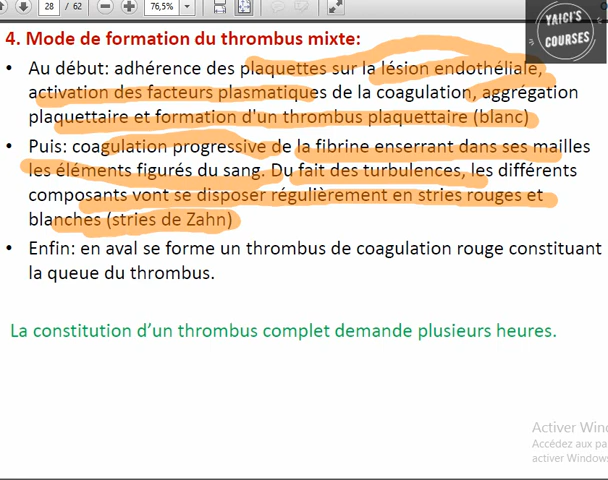 28 / 62
76,5%
YAICI'S
COURSES
4. Mode de formation du thrombus mixte:
• Au début: adhérence des plaquettes sur la lésion endothéliale,
activation des facteurs plasmatiques de la coagulation, aggrégation
plaquettaire et formation d'un thrombus plaquettaire (blanc)
• Puis: coagulation progressive de la fibrine enserrant dans ses mailles
les éléments figurés du sang. Du fait des turbulences, les différents
composants vont se disposer régulièrement en stries rouges et
blanches (stries de Zahn)
• Enfin: en aval se forme un thrombus de coagulation rouge constituant
la queue du thrombus.
La constitution d'un thrombus complet demande plusieurs heures.
Activer Wind
Accédez aux pa
activer Windows